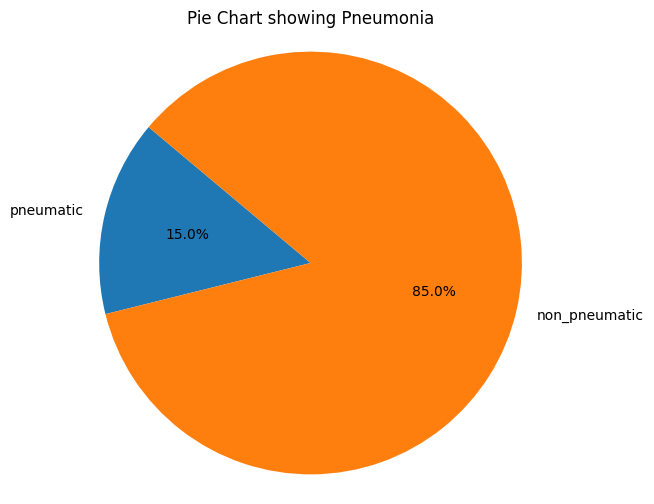 Pie Chart showing Pneumonia
pneumatic
15.0%
85.0%
non_pneumatic